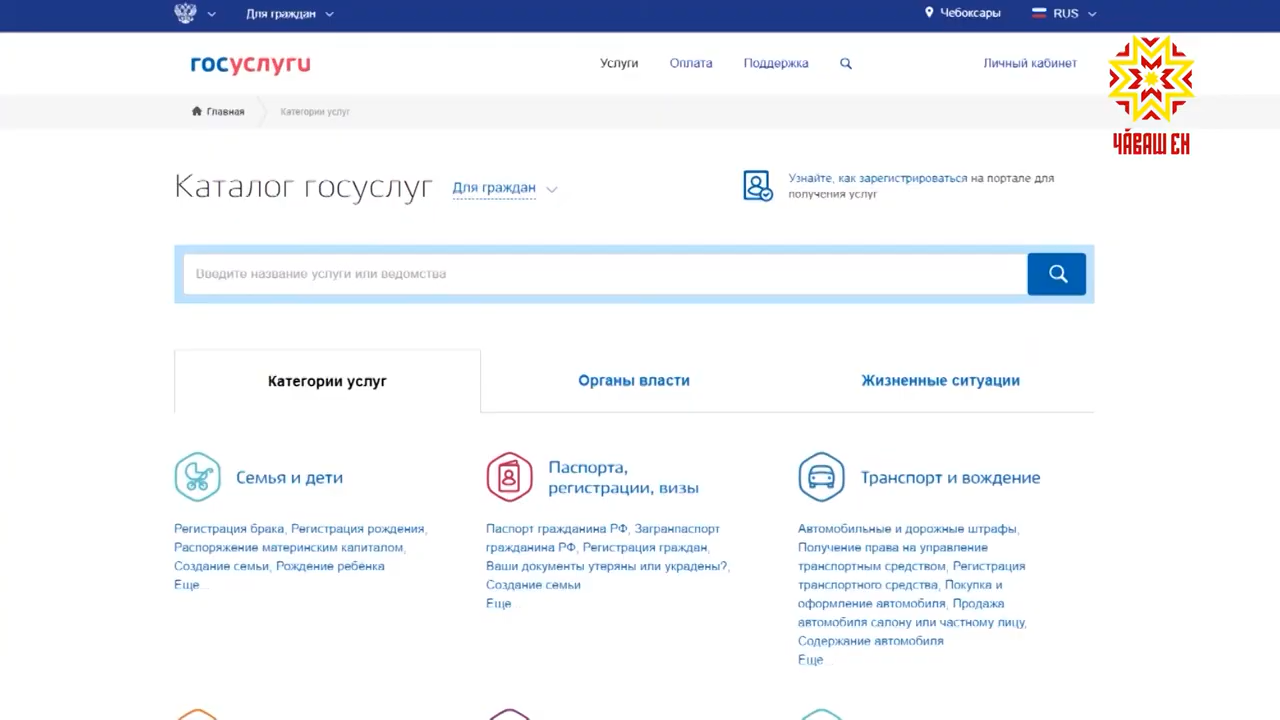 Для граждан
Чебоксары
RUS
госуслуги
Услуги
Оплата
Поддержка
Личный кабинет
ЧӐВАШ ЕН
Главная
Категории услуг
Каталог госуслуг
Для граждан
Узнайте, как зарегистрироваться на портале для
получения услуг
Введите название услуги или ведомства
Категории услуг
Органы власти
Жизненные ситуации
Семья и дети
Регистрация брака, Регистрация рождения,
Распоряжение материнским капиталом,
Создание семьи, Рождение ребенка
Еще...
Паспорта,
регистрации, визы
Паспорт гражданина РФ, Загранпаспорт
гражданина РФ, Регистрация граждан,
Ваши документы утеряны или украдены?,
Создание семьи
Еще...
Транспорт и вождение
Автомобильные и дорожные штрафы,
Получение права на управление
транспортным средством, Регистрация
транспортного средства, Покупка и
оформление автомобиля, Продажа
автомобиля салону или частному лицу,
Содержание автомобиля
Еще...